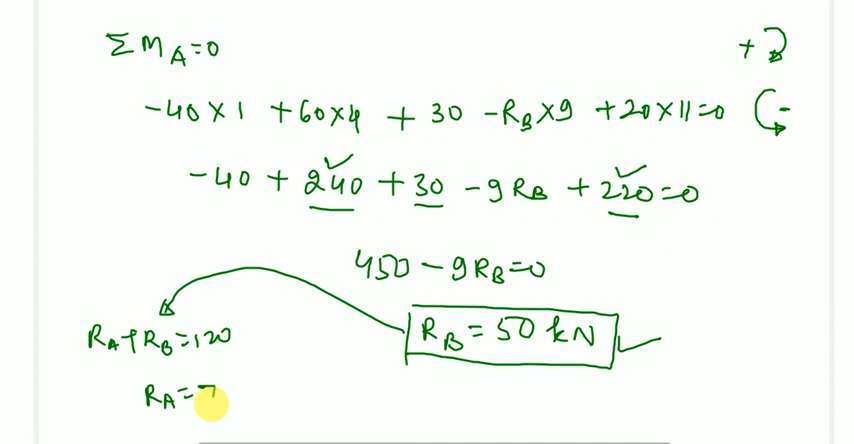 ΣM_A=0
+
-40×1 +60×4 + 30 -R_B×9 +20×11=0
-
-40 + 240 + 30 - 9R_B + 220=0
450-9R_B=0
R_A+R_B=120
R_B=50 kN
R_A=7